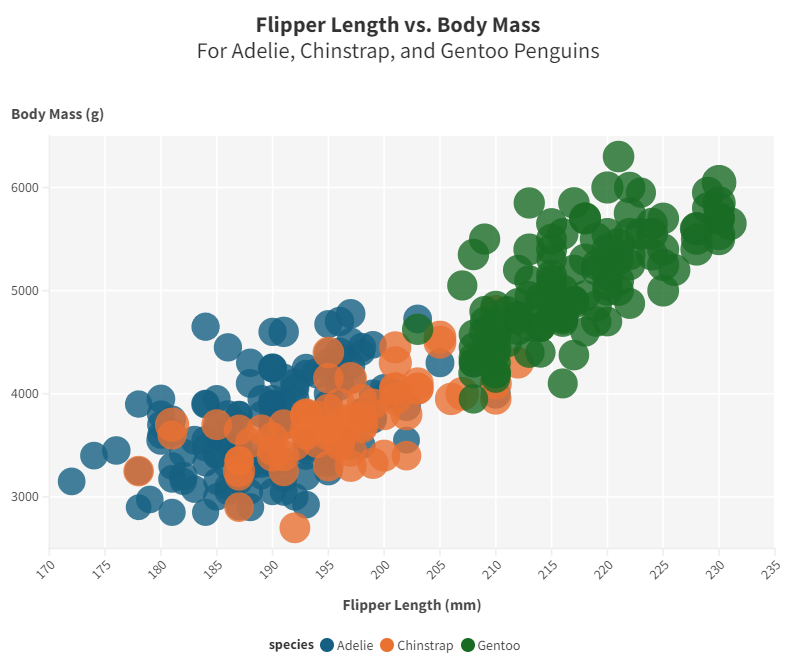 Flipper Length vs. Body Mass
For Adelie, Chinstrap, and Gentoo Penguins
Body Mass (g)
6000
5000
4000
3000
170 175 180 185 190 195 200 205 210 215 220 225 230 235
Flipper Length (mm)
species Adelie Chinstrap Gentoo